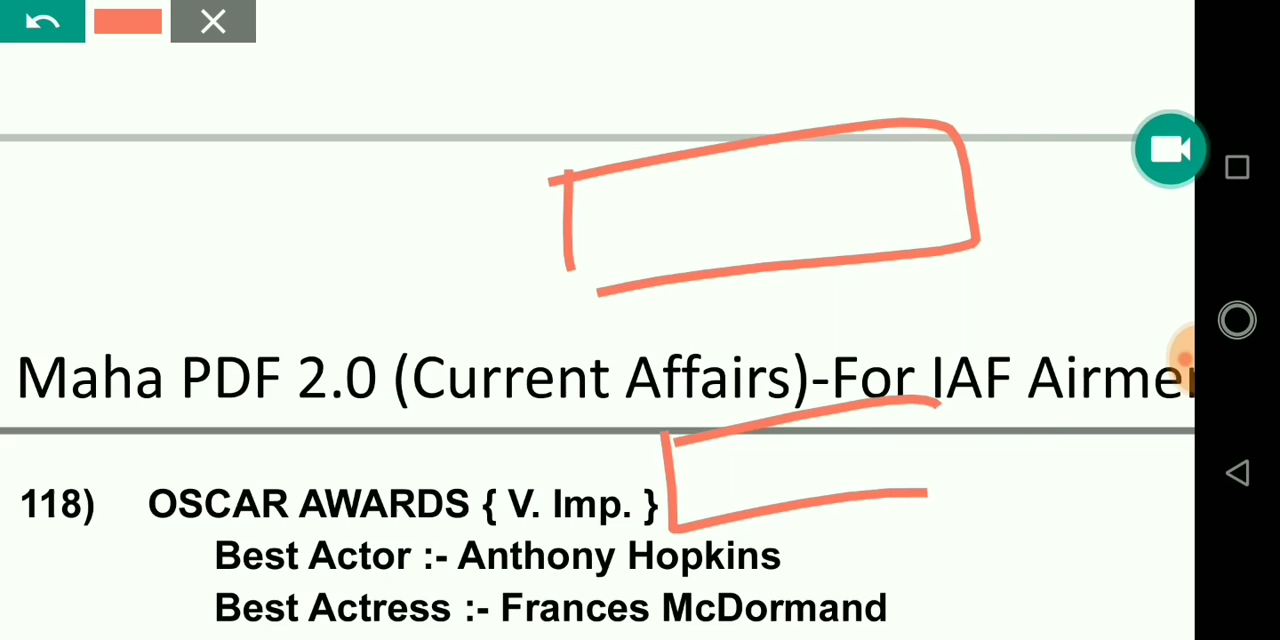 Maha PDF 2.0 (Current Affairs)-For IAF Airmen
118) OSCAR AWARDS { V. Imp. }
Best Actor :- Anthony Hopkins
Best Actress :- Frances McDormand